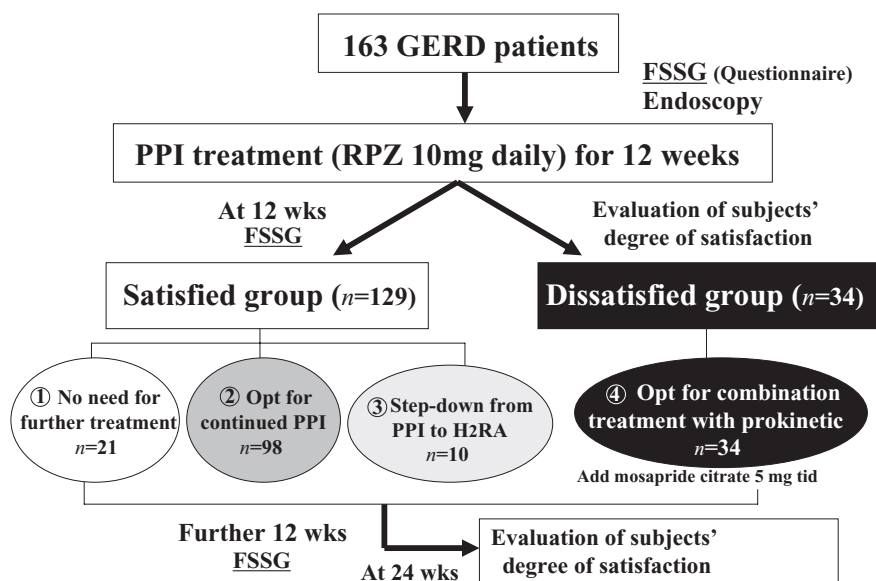 163 GERD patients
FSSG (Questionnaire)
Endoscopy
PPI treatment (RPZ 10mg daily) for 12 weeks
At 12 wks
FSSG
Evaluation of subjects’
degree of satisfaction
Satisfied group (n=129)
Dissatisfied group (n=34)
① No need for
further treatment
n=21
② Opt for
continued PPI
n=98
③ Step-down from
PPI to H2RA
n=10
④ Opt for combination
treatment with prokinetic
n=34
Add mosapride citrate 5 mg tid
Further 12 wks
FSSG
At 24 wks
Evaluation of subjects’
degree of satisfaction